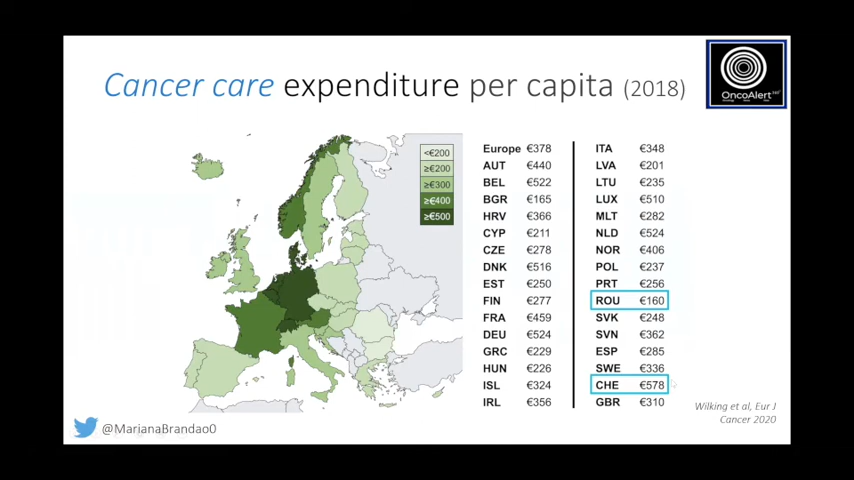 Cancer care expenditure per capita (2018)
OncoAlert
<€200
≥€200
≥€300
≥€400
≥€500
Europe €378
AUT €440
BEL €522
BGR €165
HRV €366
CYP €211
CZE €278
DNK €516
EST €250
FIN €277
FRA €459
DEU €524
GRC €229
HUN €226
ISL €324
IRL €356
ITA €348
LVA €201
LTU €235
LUX €510
MLT €282
NLD €524
NOR €406
POL €237
PRT €256
ROU €160
SVK €248
SVN €362
ESP €285
SWE €336
CHE €578
GBR €310
Wilking et al, Eur J
Cancer 2020
@MarianaBrandao0